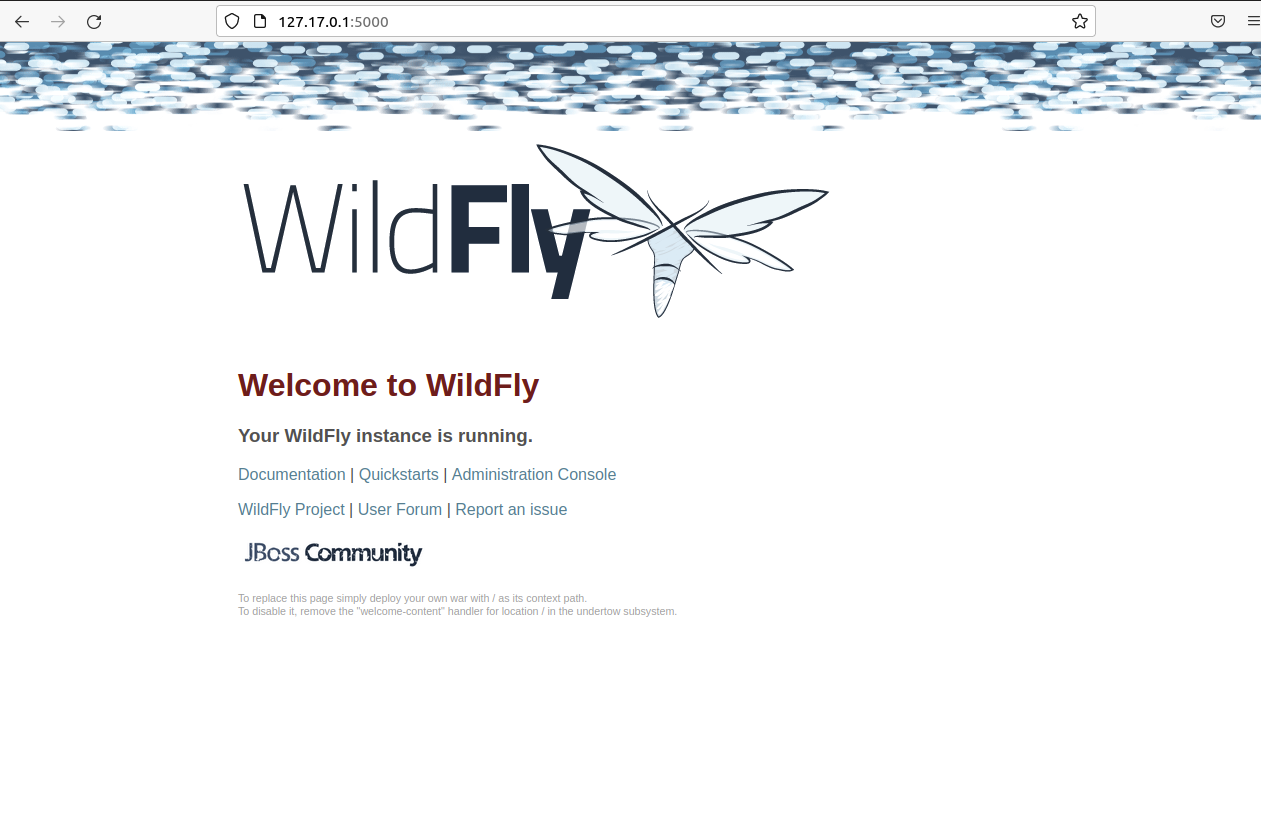 127.17.0.1:5000
WildFly
Welcome to WildFly
Your WildFly instance is running.
Documentation | Quickstarts | Administration Console
WildFly Project | User Forum | Report an issue
JBoss Community
To replace this page simply deploy your own war with / as its context path.
To disable it, remove the "welcome-content" handler for location / in the undertow subsystem.